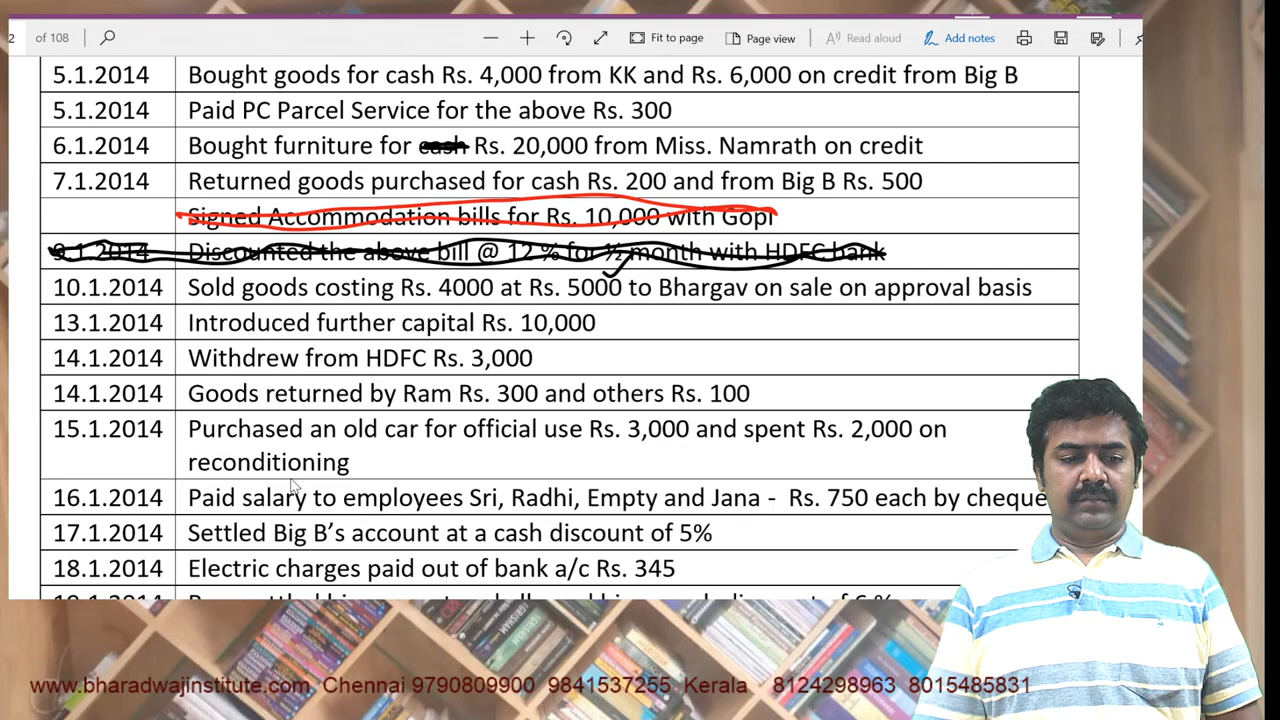 2 of 108 Fit to page Page view Read aloud Add notes
5.1.2014 Bought goods for cash Rs. 4,000 from KK and Rs. 6,000 on credit from Big B
5.1.2014 Paid PC Parcel Service for the above Rs. 300
6.1.2014 Bought furniture for cash Rs. 20,000 from Miss. Namrath on credit
7.1.2014 Returned goods purchased for cash Rs. 200 and from Big B Rs. 500
Signed Accommodation bills for Rs. 10,000 with Gopi
9.1.2014 Discounted the above bill @ 12 % for ½ month with HDFC bank
10.1.2014 Sold goods costing Rs. 4000 at Rs. 5000 to Bhargav on sale on approval basis
13.1.2014 Introduced further capital Rs. 10,000
14.1.2014 Withdrew from HDFC Rs. 3,000
14.1.2014 Goods returned by Ram Rs. 300 and others Rs. 100
15.1.2014 Purchased an old car for official use Rs. 3,000 and spent Rs. 2,000 on
reconditioning
16.1.2014 Paid salary to employees Sri, Radhi, Empty and Jana - Rs. 750 each by cheque
17.1.2014 Settled Big B's account at a cash discount of 5%
18.1.2014 Electric charges paid out of bank a/c Rs. 345
www.bharadwajinstitute.com Chennai 9790809900 9841537255 Kerala 8124298963 8015485831